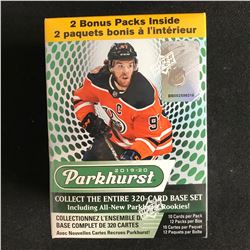 2 Bonus Packs Inside
2 paquets bonis à l'intérieur
C
9
2019-20
Parkhurst
COLLECT THE ENTIRE 320-CARD BASE SET
Including All-New Parkhurst Rookies!
COLLECTIONNEZ L'ENSEMBLE DE
BASE COMPLET DE 320 CARTES
Avec Nouvelles Cartes Recrues Parkhurst!
10 Cards per Pack
12 Packs per Box
10 Cartes par Paquet
12 Paquets par Boîte